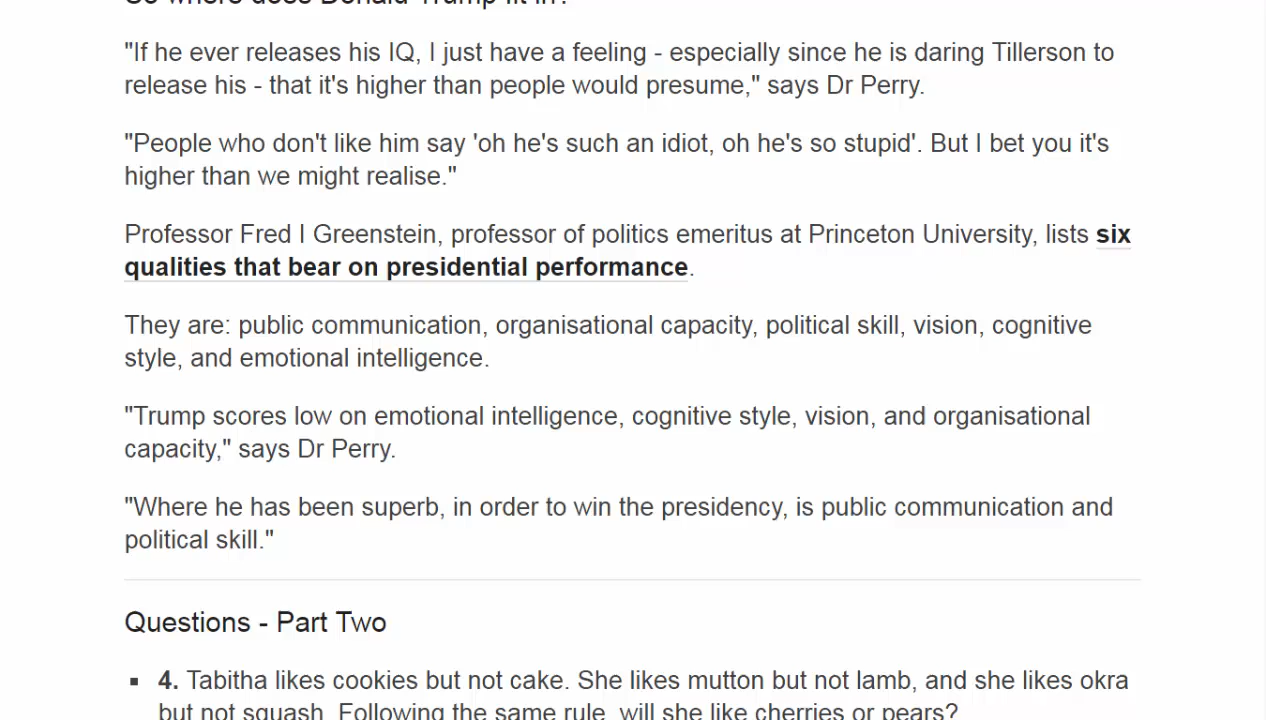 So where does Donald Trump fit in?
"If he ever releases his IQ, I just have a feeling - especially since he is daring Tillerson to
release his - that it's higher than people would presume," says Dr Perry.
"People who don't like him say 'oh he's such an idiot, oh he's so stupid'. But I bet you it's
higher than we might realise."
Professor Fred I Greenstein, professor of politics emeritus at Princeton University, lists six
qualities that bear on presidential performance.
They are: public communication, organisational capacity, political skill, vision, cognitive
style, and emotional intelligence.
"Trump scores low on emotional intelligence, cognitive style, vision, and organisational
capacity," says Dr Perry.
"Where he has been superb, in order to win the presidency, is public communication and
political skill."
Questions - Part Two
▪ 4. Tabitha likes cookies but not cake. She likes mutton but not lamb, and she likes okra
but not squash. Following the same rule, will she like cherries or pears?